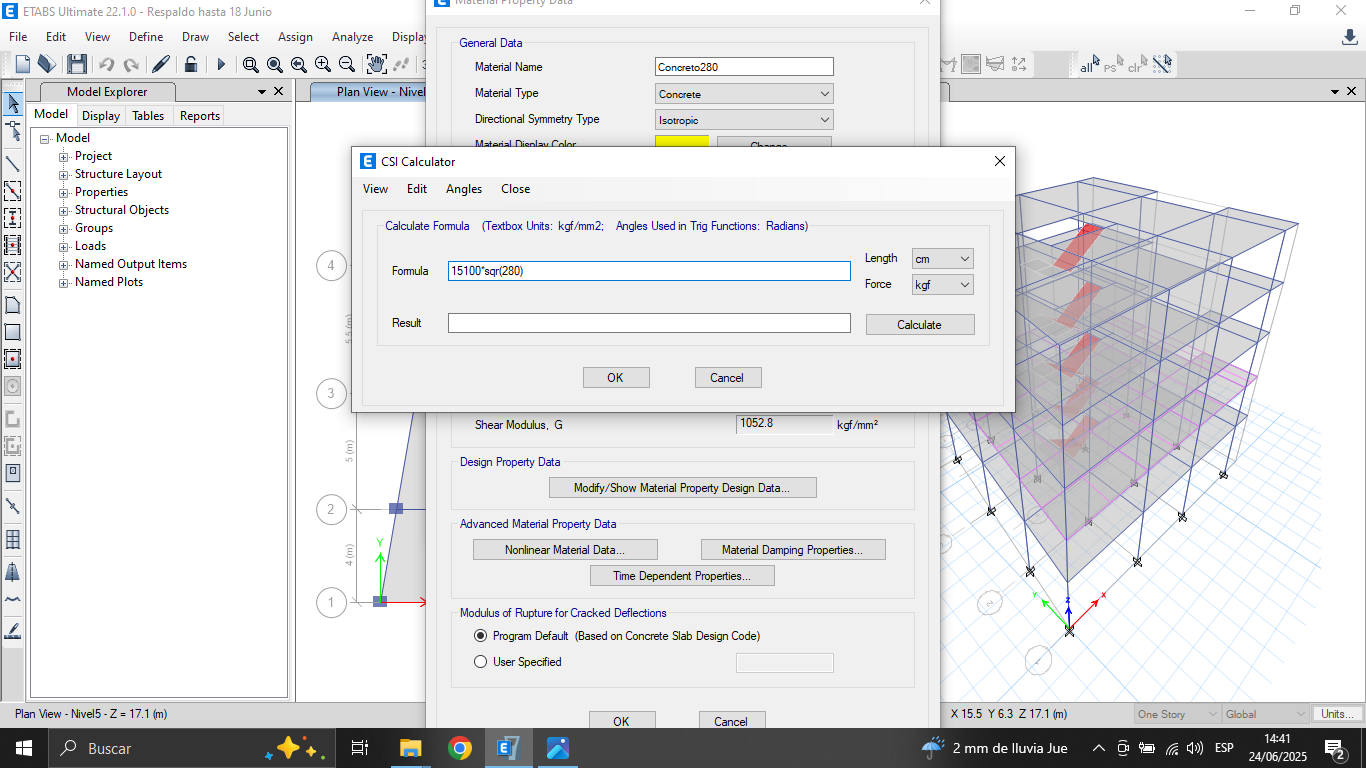 ETABS Ultimate 22.1.0 - Respaldo hasta 18 Junio
Material Property Data
File Edit View Define Draw Select Assign Analyze Display
all PS clr
Model Explorer
Model Display Tables Reports
Model
Project
Structure Layout
Properties
Structural Objects
Groups
Loads
Named Output Items
Named Plots
Plan View - Nivel
4
3
2
1
5.5 (m)
5 (m)
4 (m)
Y
General Data
Material Name Concreto280
Material Type Concrete
Directional Symmetry Type Isotropic
Material Display Color Change...
CSI Calculator
View Edit Angles Close
Calculate Formula (Textbox Units: kgf/mm2; Angles Used in Trig Functions: Radians)
Formula 15100*sqr(280)
Length cm
Force kgf
Result
Calculate
OK Cancel
Shear Modulus, G 1052.8 kgf/mm²
Design Property Data
Modify/Show Material Property Design Data...
Advanced Material Property Data
Nonlinear Material Data... Material Damping Properties...
Time Dependent Properties...
Modulus of Rupture for Cracked Deflections
Program Default (Based on Concrete Slab Design Code)
User Specified
OK Cancel
Y Z X
Plan View - Nivel5 - Z = 17.1 (m)
X 15.5 Y 6.3 Z 17.1 (m)
One Story Global Units...
Buscar
2 mm de lluvia Jue
ESP
14:41
24/06/2025
2